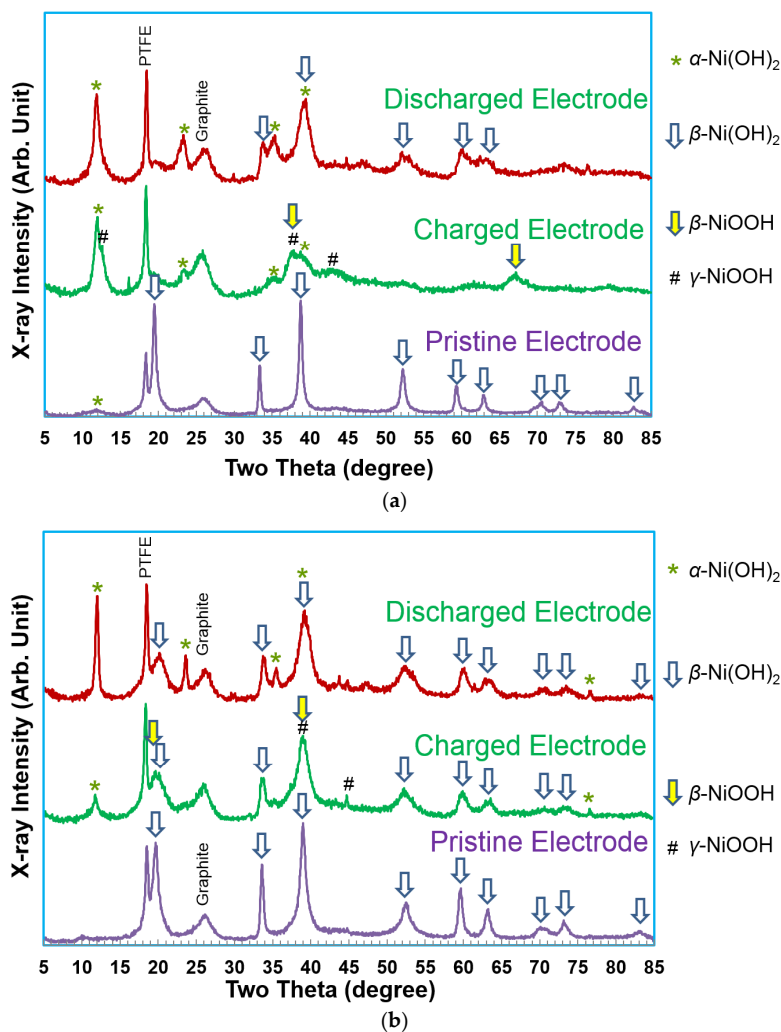 X-ray Intensity (Arb. Unit)
PTFE
Graphite
* * * *
Discharged Electrode
* # * # * * #
Charged Electrode
*
Pristine Electrode
5 10 15 20 25 30 35 40 45 50 55 60 65 70 75 80 85
Two Theta (degree)
* α-Ni(OH)2
β-Ni(OH)2
β-NiOOH
# γ-NiOOH
(a)
X-ray Intensity (Arb. Unit)
PTFE
Graphite
* * * * *
Discharged Electrode
* # # *
Charged Electrode
Graphite
Pristine Electrode
5 10 15 20 25 30 35 40 45 50 55 60 65 70 75 80 85
Two Theta (degree)
* α-Ni(OH)2
β-Ni(OH)2
β-NiOOH
# γ-NiOOH
(b)